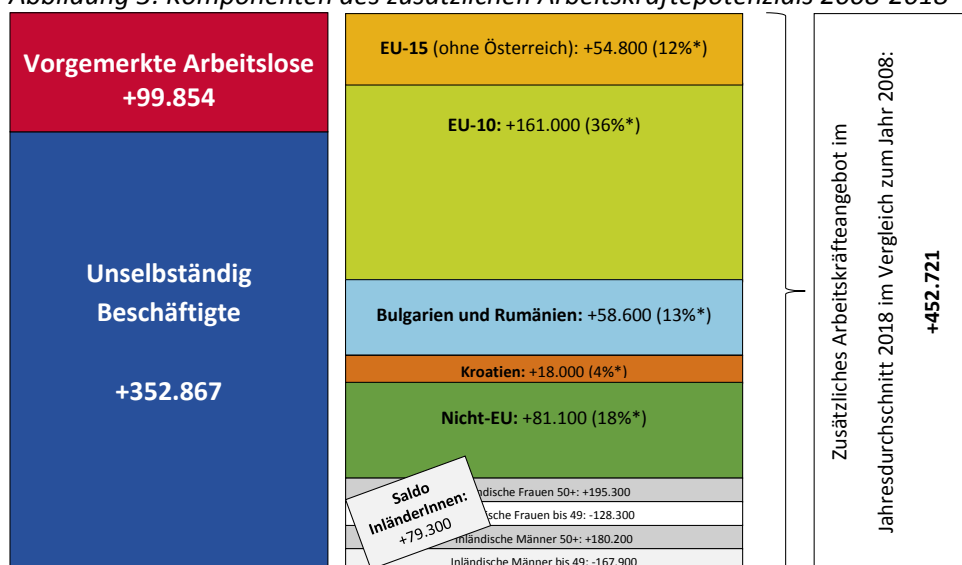 Abbildung 3: Komponenten des zusätzlichen Arbeitskräftepotenzials 2008-2018
Vorgemerkte Arbeitslose
+99.854
Unselbständig
Beschäftigte
+352.867
EU-15 (ohne Österreich): +54.800 (12%*)
EU-10: +161.000 (36%*)
Bulgarien und Rumänien: +58.600 (13%*)
Kroatien: +18.000 (4%*)
Nicht-EU: +81.100 (18%*)
Saldo
InländerInnen:
+79.300
Frauen 50+: +195.300
Frauen bis 49: -128.300
Inländische Männer 50+: +180.200
Inländische Männer bis 49: -167.900
Zusätzliches Arbeitskräfteangebot im
Jahresdurchschnitt 2018 im Vergleich zum Jahr 2008:
+452.721